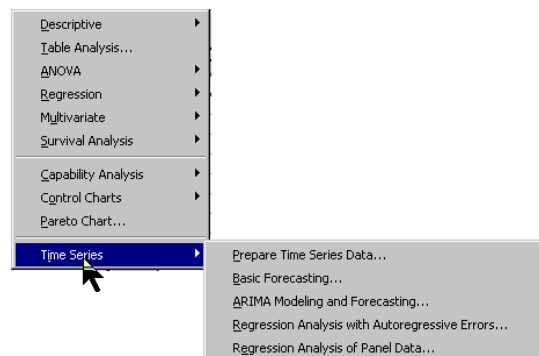 Descriptive
Table Analysis...
ANOVA
Regression
Multivariate
Survival Analysis
Capability Analysis
Control Charts
Pareto Chart...
Time Series
Prepare Time Series Data...
Basic Forecasting...
ARIMA Modeling and Forecasting...
Regression Analysis with Autoregressive Errors...
Regression Analysis of Panel Data...